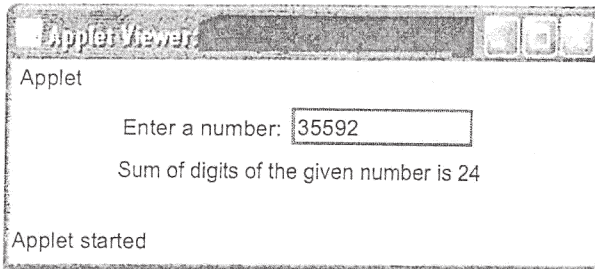 Applet Viewer:
Applet
Enter a number: 35592
Sum of digits of the given number is 24
Applet started